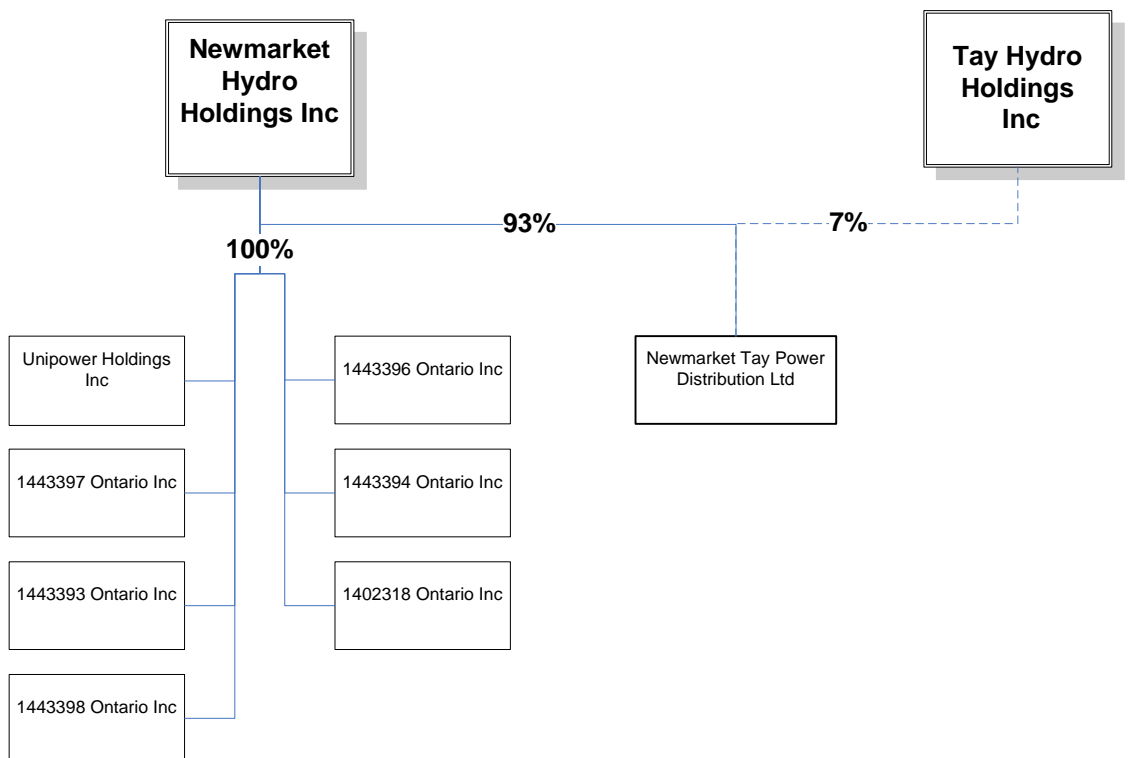 Newmarket
Hydro
Holdings Inc
Tay Hydro
Holdings
Inc
93%
7%
100%
Unipower Holdings
Inc
1443396 Ontario Inc
Newmarket Tay Power
Distribution Ltd
1443397 Ontario Inc
1443394 Ontario Inc
1443393 Ontario Inc
1402318 Ontario Inc
1443398 Ontario Inc